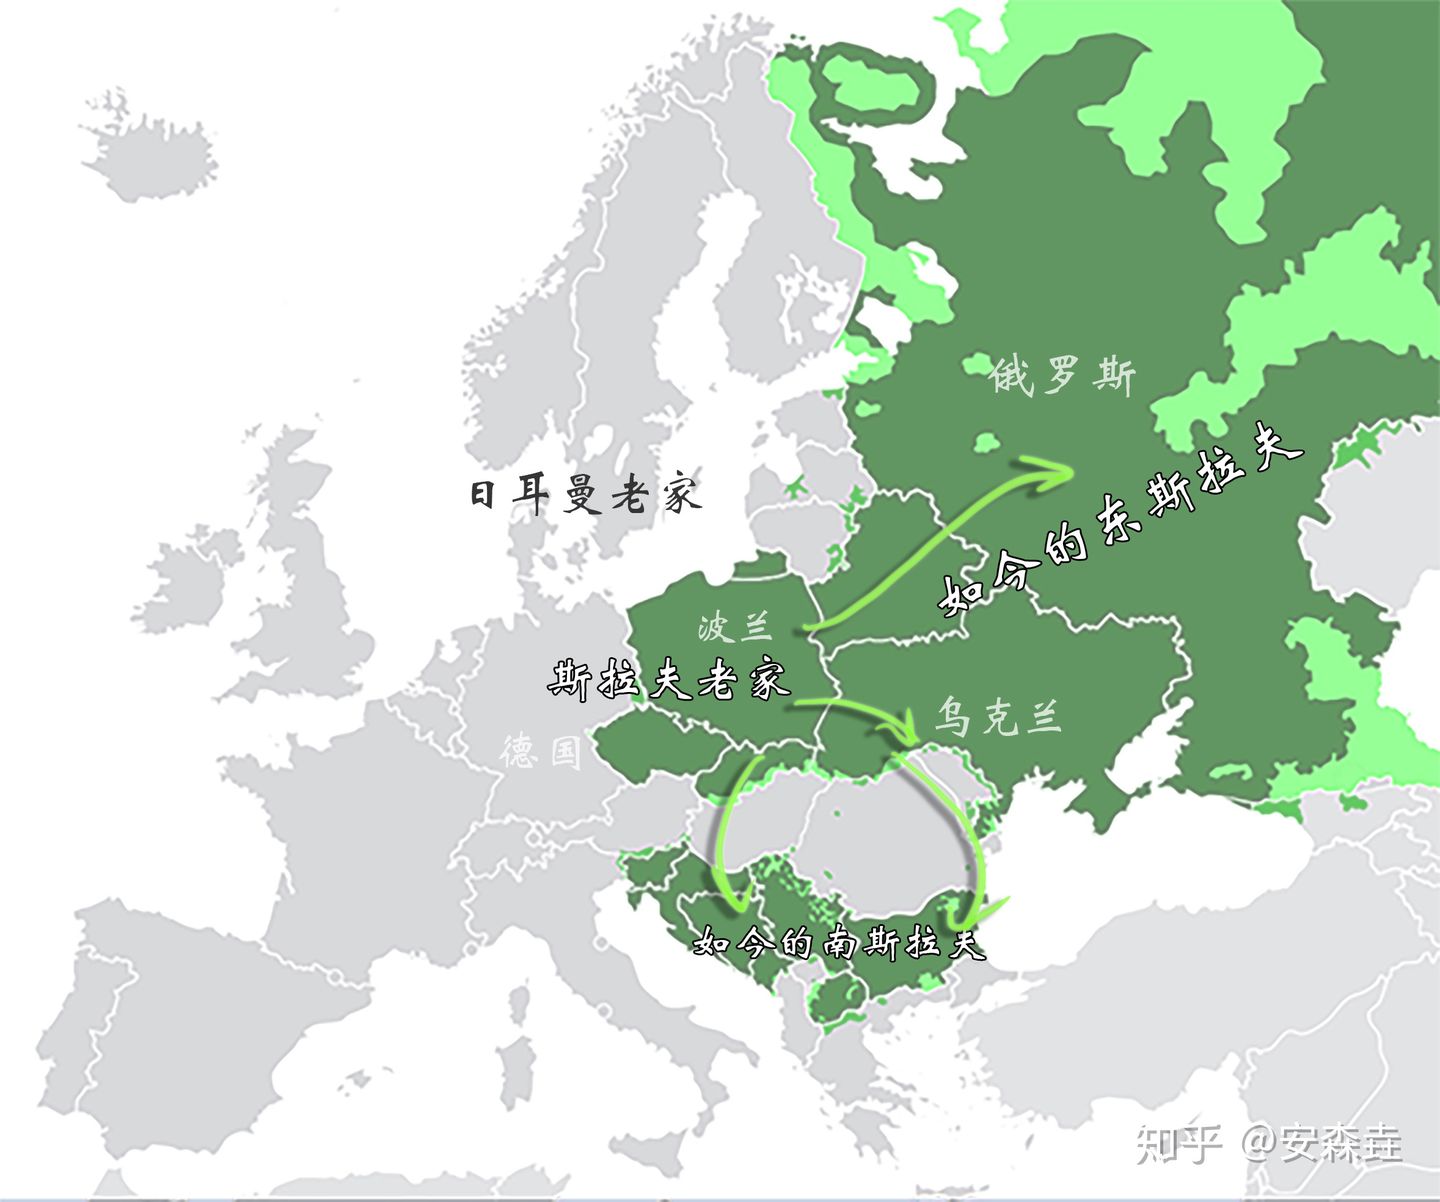 俄罗斯
如今的东斯拉夫
日耳曼老家
波兰
斯拉夫老家
乌克兰
德国
如今的南斯拉夫
知乎 @安森垚